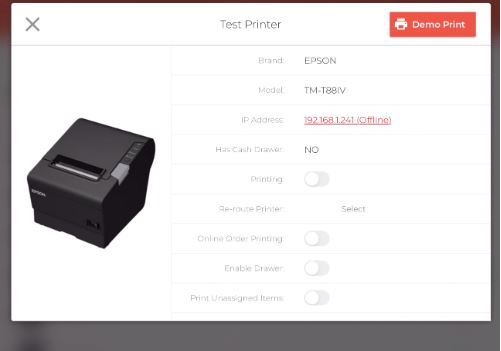 Test Printer
Demo Print
Brand: EPSON
Model: TM-T88IV
IP Address: 192.168.1.241 (Offline)
Has Cash Drawer: NO
Printing:
Re-route Printer: Select
Online Order Printing:
Enable Drawer:
Print Unassigned Items:
EPSON